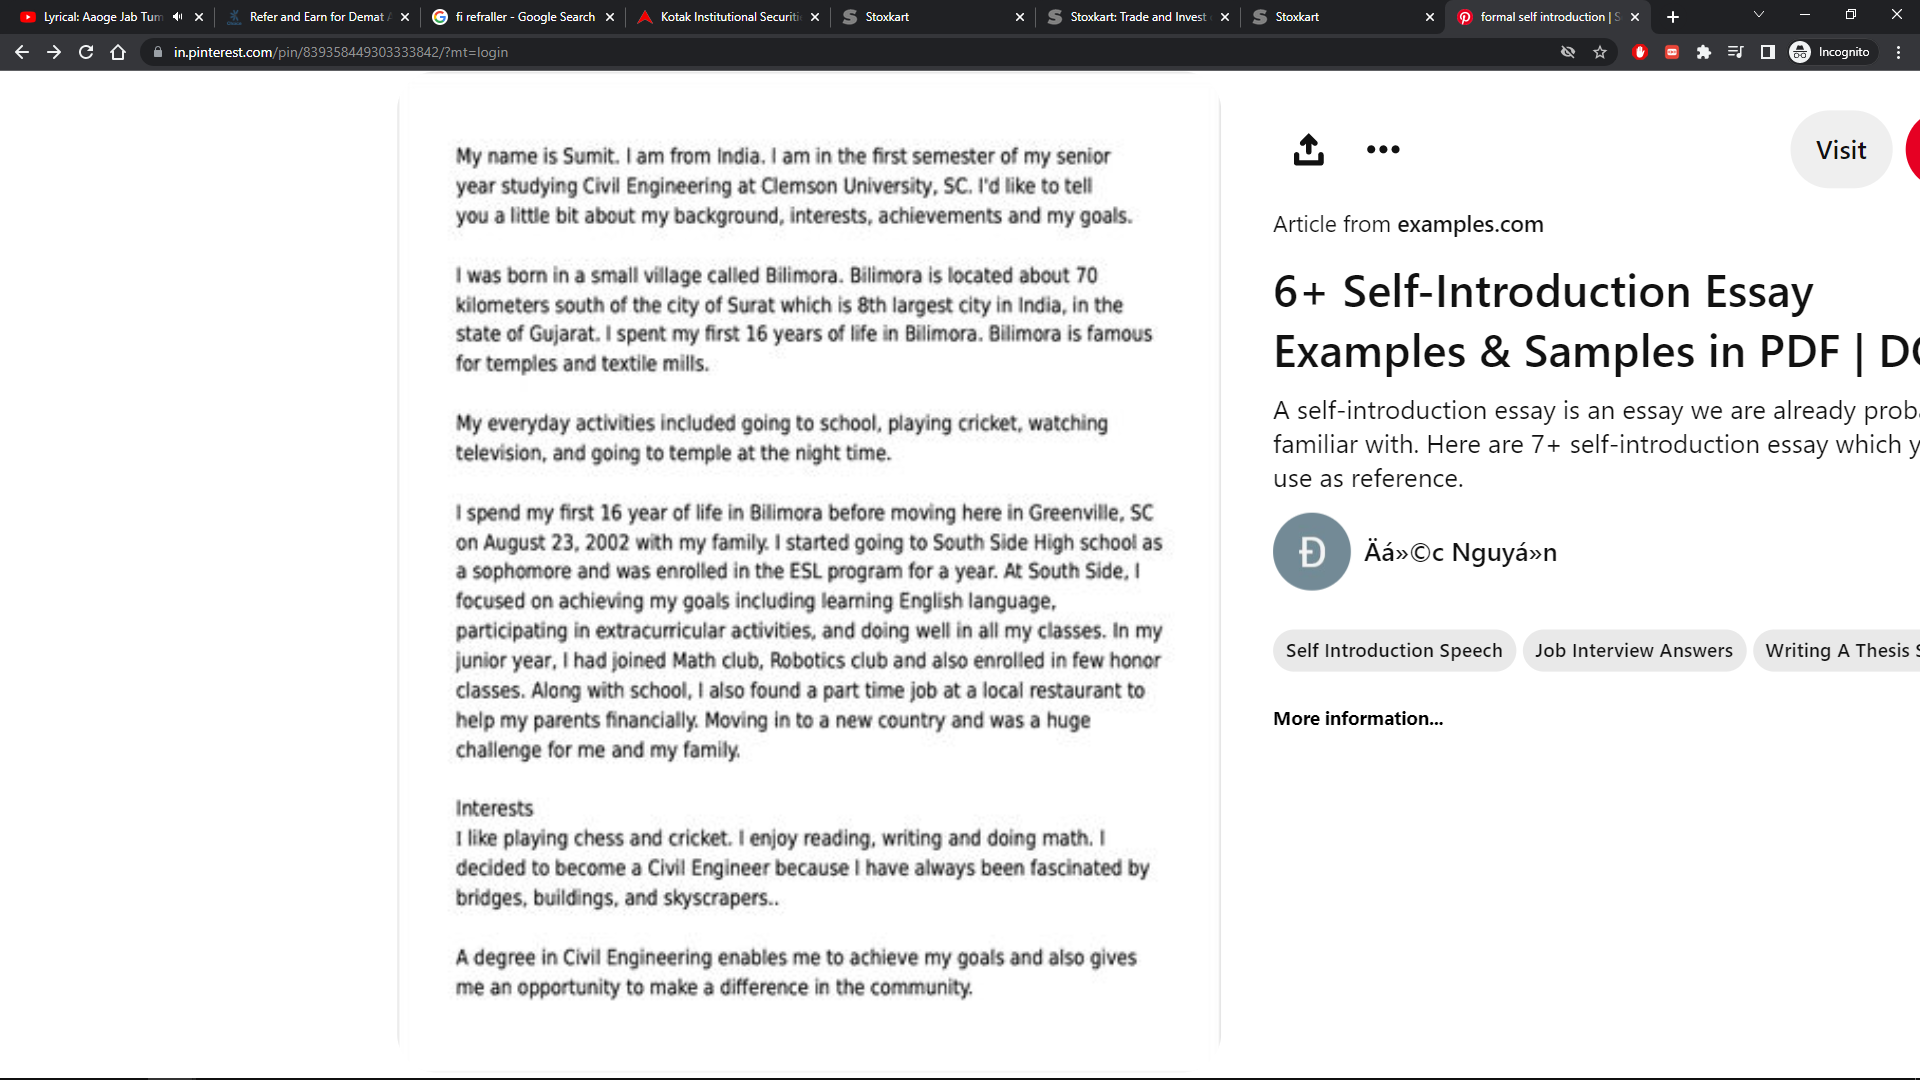 Lyrical: Aaoge Jab Tum
Refer and Earn for Demat
fi refraller - Google Search
Kotak Institutional Securiti
Stoxkart
Stoxkart: Trade and Invest
Stoxkart
formal self introduction |
in.pinterest.com/pin/839358449303333842/?mt=login
Incognito
My name is Sumit. I am from India. I am in the first semester of my senior
year studying Civil Engineering at Clemson University, SC. I'd like to tell
you a little bit about my background, interests, achievements and my goals.
I was born in a small village called Bilimora. Bilimora is located about 70
kilometers south of the city of Surat which is 8th largest city in India, in the
state of Gujarat. I spent my first 16 years of life in Bilimora. Bilimora is famous
for temples and textile mills.
My everyday activities included going to school, playing cricket, watching
television, and going to temple at the night time.
I spend my first 16 year of life in Bilimora before moving here in Greenville, SC
on August 23, 2002 with my family. I started going to South Side High school as
a sophomore and was enrolled in the ESL program for a year. At South Side, I
focused on achieving my goals including learning English language,
participating in extracurricular activities, and doing well in all my classes. In my
junior year, I had joined Math club, Robotics club and also enrolled in few honor
classes. Along with school, I also found a part time job at a local restaurant to
help my parents financially. Moving in to a new country and was a huge
challenge for me and my family.
Interests
I like playing chess and cricket. I enjoy reading, writing and doing math. I
decided to become a Civil Engineer because I have always been fascinated by
bridges, buildings, and skyscrapers..
A degree in Civil Engineering enables me to achieve my goals and also gives
me an opportunity to make a difference in the community.
Visit
Article from examples.com
6+ Self-Introduction Essay
Examples & Samples in PDF | DO
A self-introduction essay is an essay we are already proba
familiar with. Here are 7+ self-introduction essay which y
use as reference.
Đ
Äá»©c Nguyá»n
Self Introduction Speech
Job Interview Answers
Writing A Thesis S
More information...